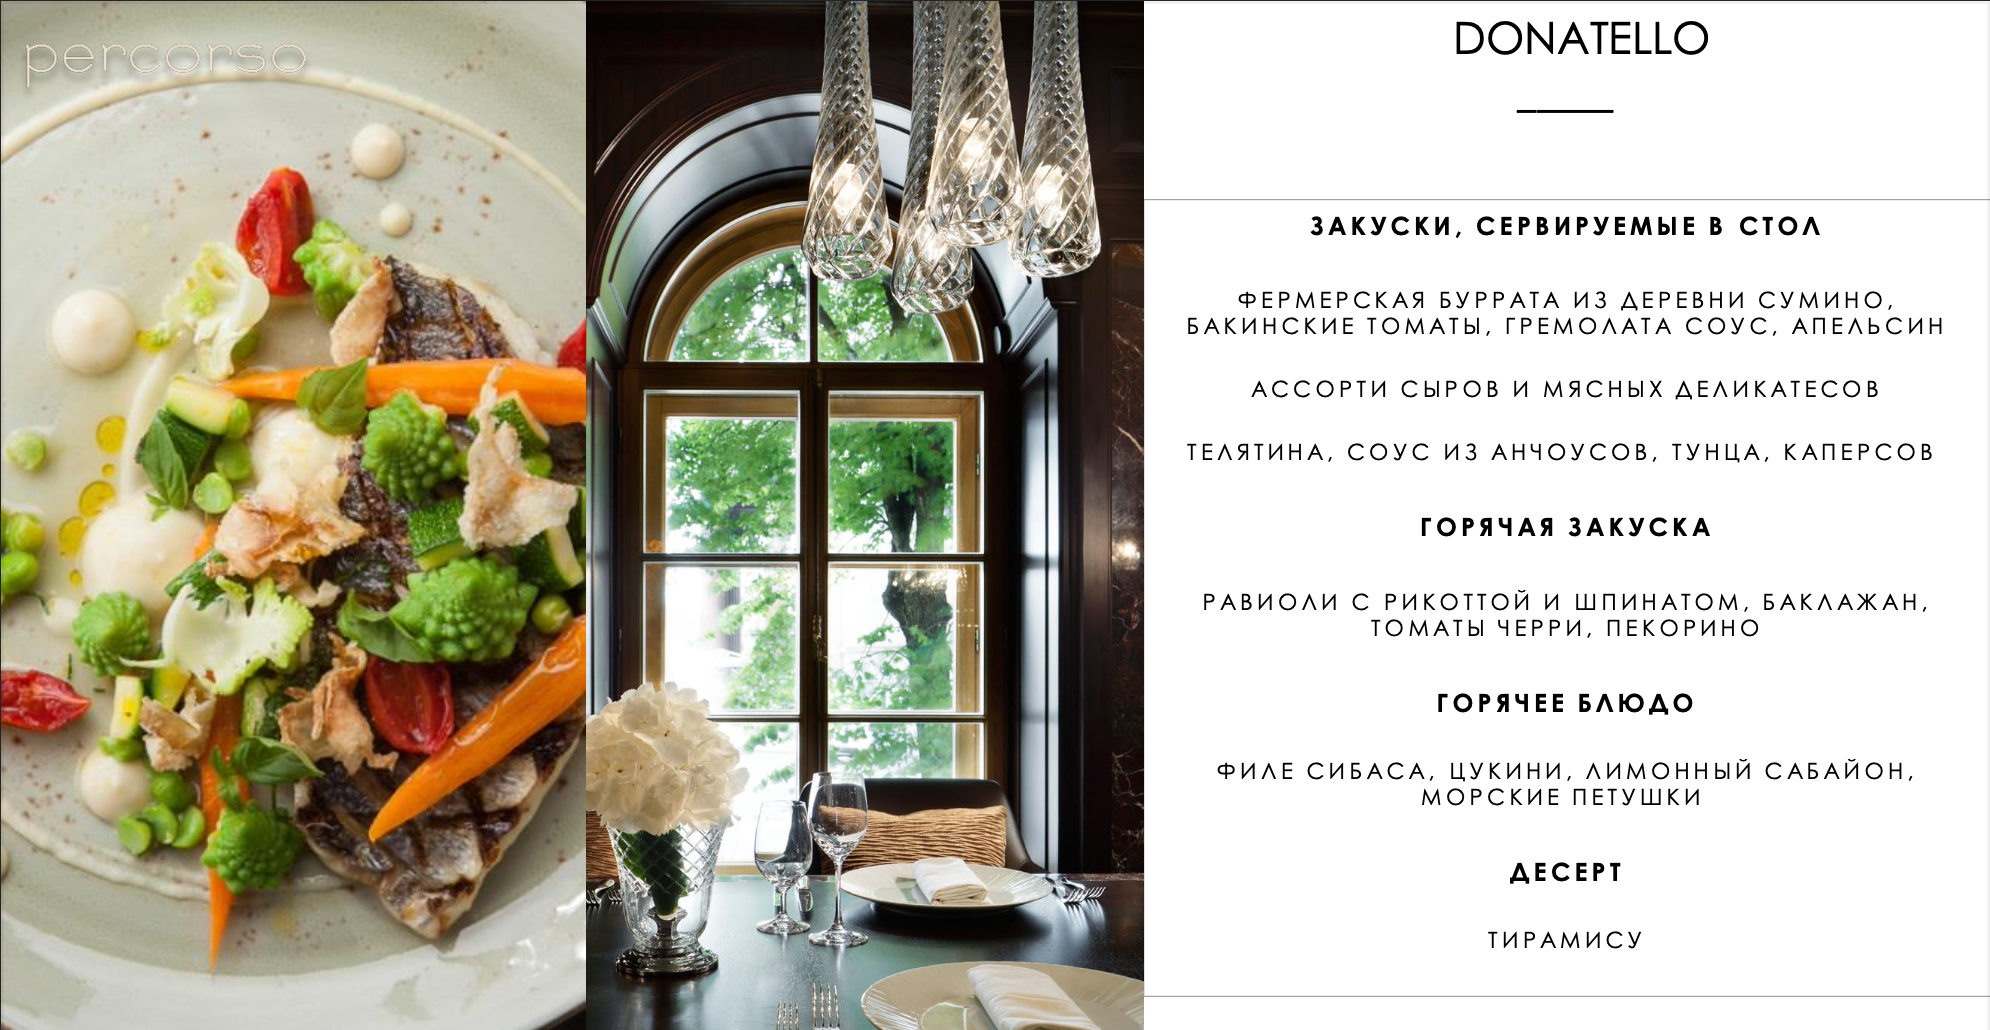 percorso
DONATELLO
ЗАКУСКИ, СЕРВИРУЕМЫЕ В СТОЛ
ФЕРМЕРСКАЯ БУРРАТА ИЗ ДЕРЕВНИ СУМИНО,
БАКИНСКИЕ ТОМАТЫ, ГРЕМОЛАТА СОУС, АПЕЛЬСИН
АССОРТИ СЫРОВ И МЯСНЫХ ДЕЛИКАТЕСОВ
ТЕЛЯТИНА, СОУС ИЗ АНЧОУСОВ, ТУНЦА, КАПЕРСОВ
ГОРЯЧАЯ ЗАКУСКА
РАВИОЛИ С РИКОТТОЙ И ШПИНАТОМ, БАКЛАЖАН,
ТОМАТЫ ЧЕРРИ, ПЕКОРИНО
ГОРЯЧЕЕ БЛЮДО
ФИЛЕ СИБАСА, ЦУКИНИ, ЛИМОННЫЙ САБАЙОН,
МОРСКИЕ ПЕТУШКИ
ДЕСЕРТ
ТИРАМИСУ